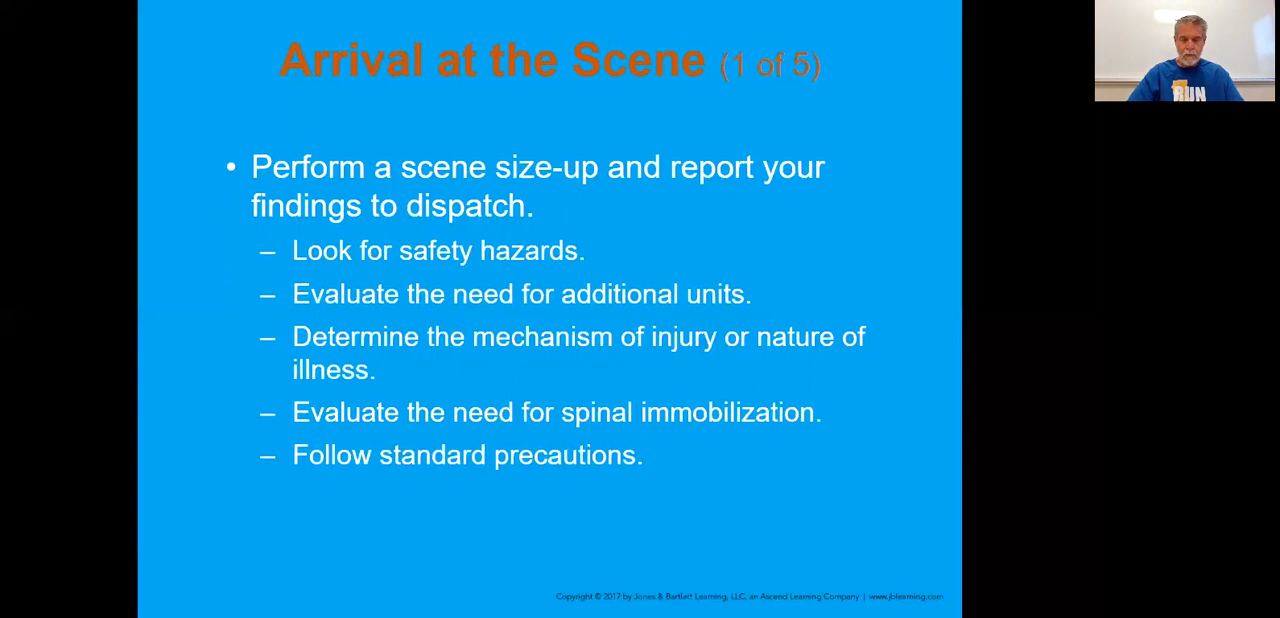 Arrival at the Scene (1 of 5)
RUN
• Perform a scene size-up and report your
findings to dispatch.
– Look for safety hazards.
– Evaluate the need for additional units.
– Determine the mechanism of injury or nature of
illness.
– Evaluate the need for spinal immobilization.
– Follow standard precautions.
Copyright © 2017 by Jones & Bartlett Learning, LLC, an Ascend Learning Company | www.jblearning.com